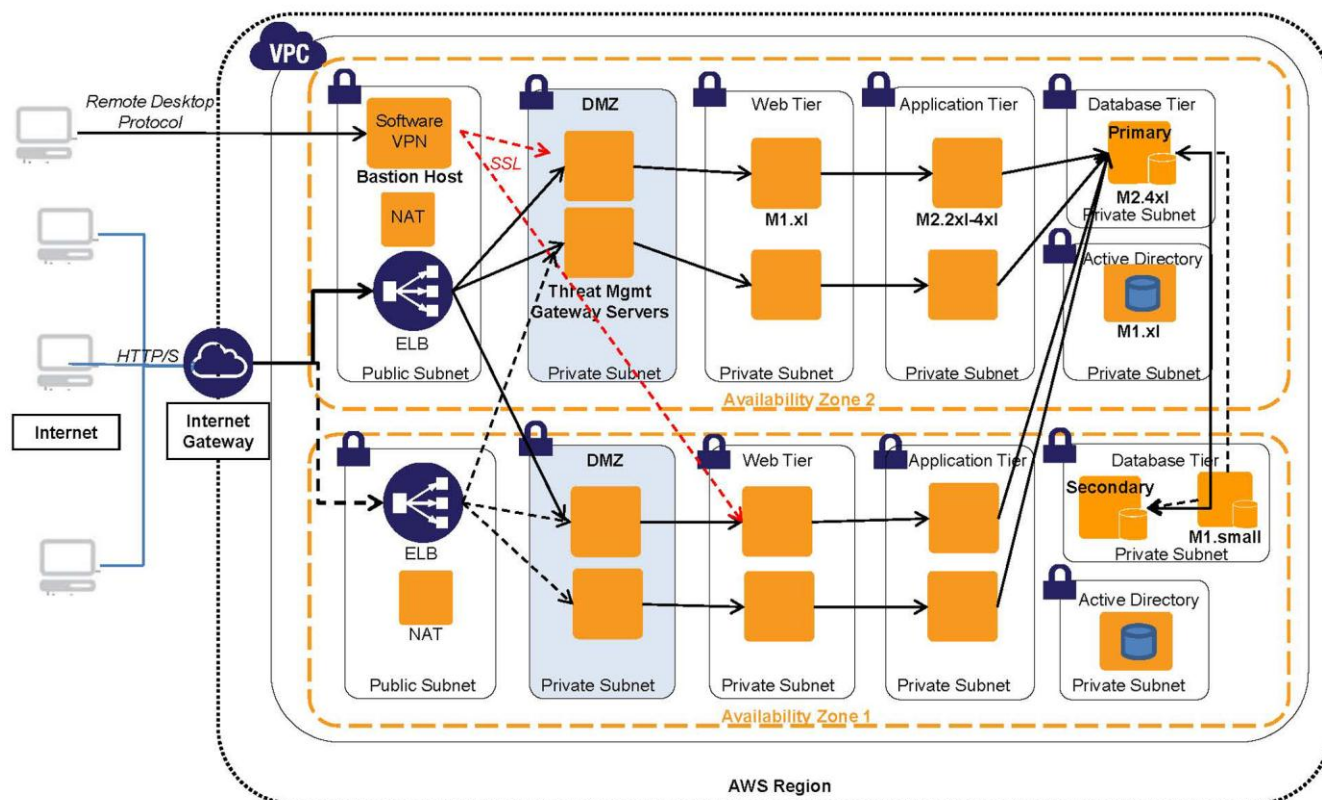 VPC
Remote Desktop
Protocol
Software
VPN
Bastion Host
NAT
ELB
Public Subnet
SSL
DMZ
Threat Mgmt
Gateway Servers
Private Subnet
Web Tier
M1.xl
Private Subnet
Application Tier
M2.2xl-4xl
Private Subnet
Database Tier
Primary
M2.4xl
Private Subnet
Active Directory
M1.xl
Private Subnet
Availability Zone 2
HTTP/S
Internet
Internet
Gateway
ELB
NAT
Public Subnet
DMZ
Private Subnet
Web Tier
Private Subnet
Application Tier
Private Subnet
Database Tier
Secondary
M1.small
Private Subnet
Active Directory
Private Subnet
Availability Zone 1
AWS Region